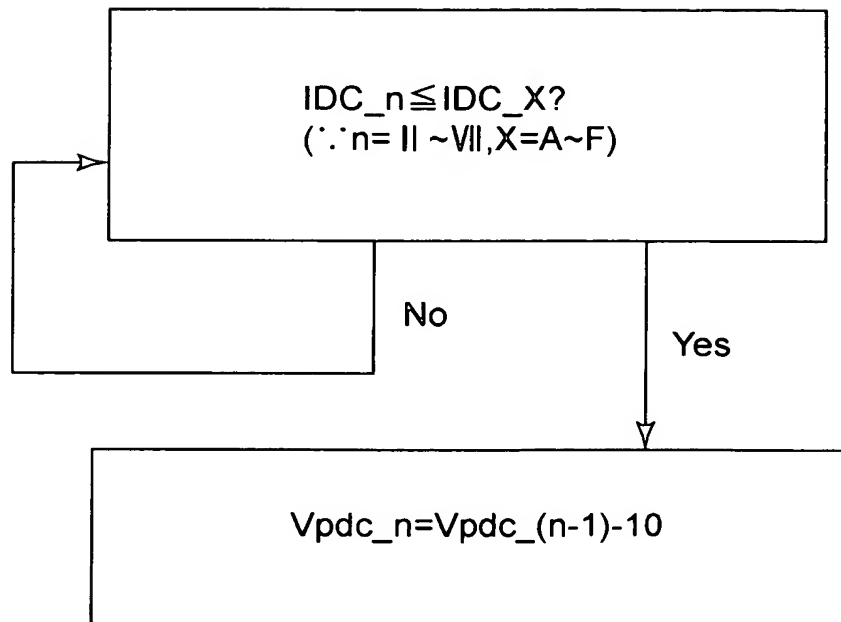 IDC_n≦IDC_X?
(∵n=Ⅱ~Ⅶ,X=A~F)
No
Yes
Vpdc_n=Vpdc_(n-1)-10